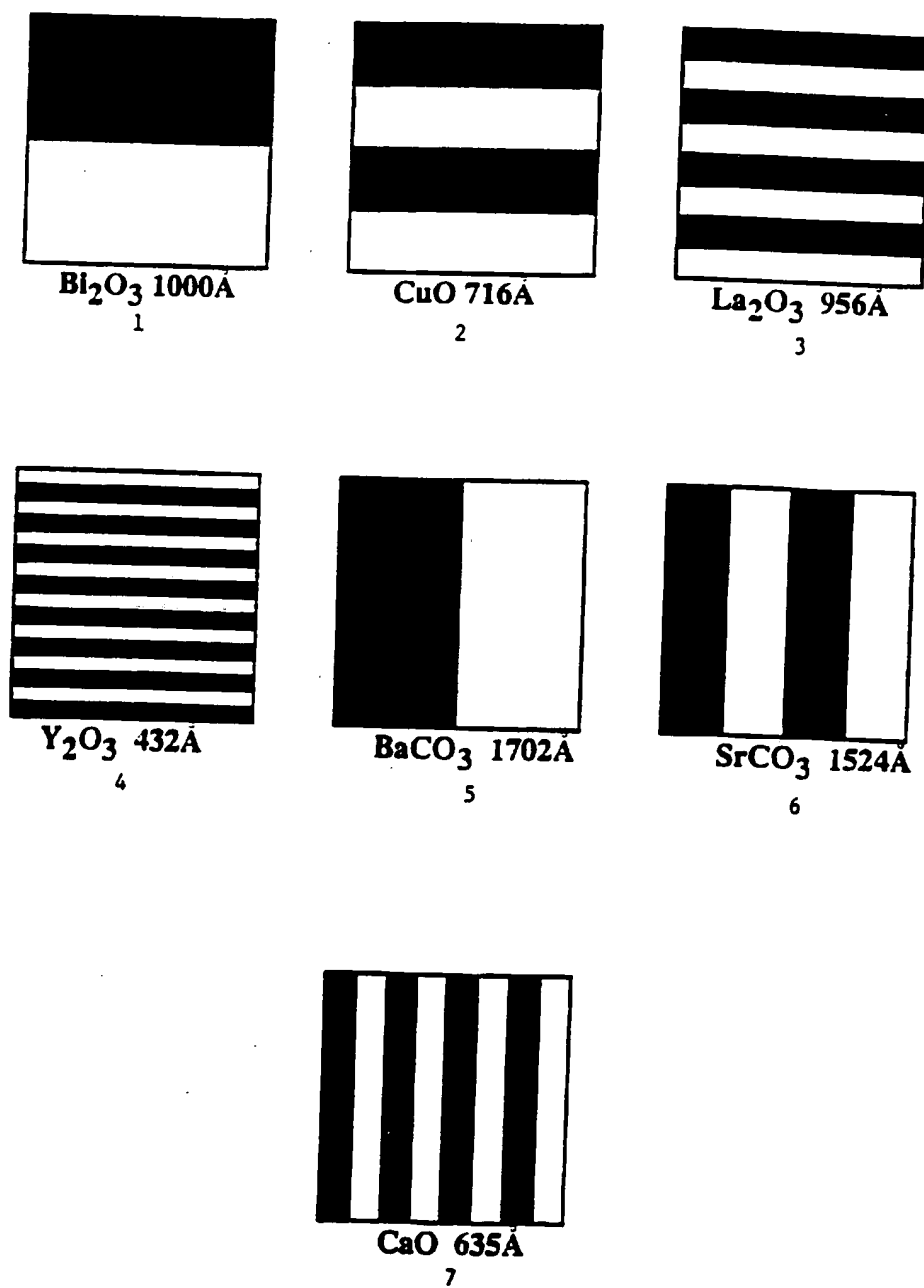 Bi₂O₃ 1000Å
1
CuO 716Å
2
La₂O₃ 956Å
3
Y₂O₃ 432Å
4
BaCO₃ 1702Å
5
SrCO₃ 1524Å
6
CaO 635Å
7